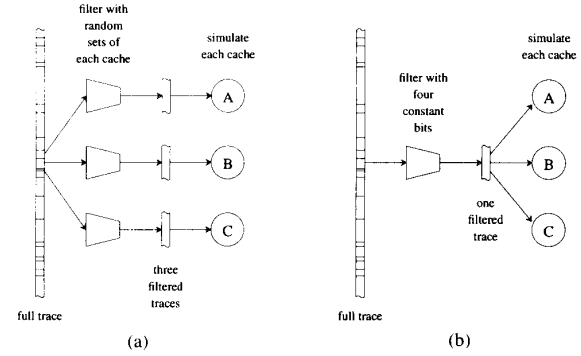 filter with
random
sets of
each cache
simulate
each cache
A
B
C
three
filtered
traces
full trace
(a)
simulate
each cache
filter with
four
constant
bits
A
B
C
one
filtered
trace
full trace
(b)